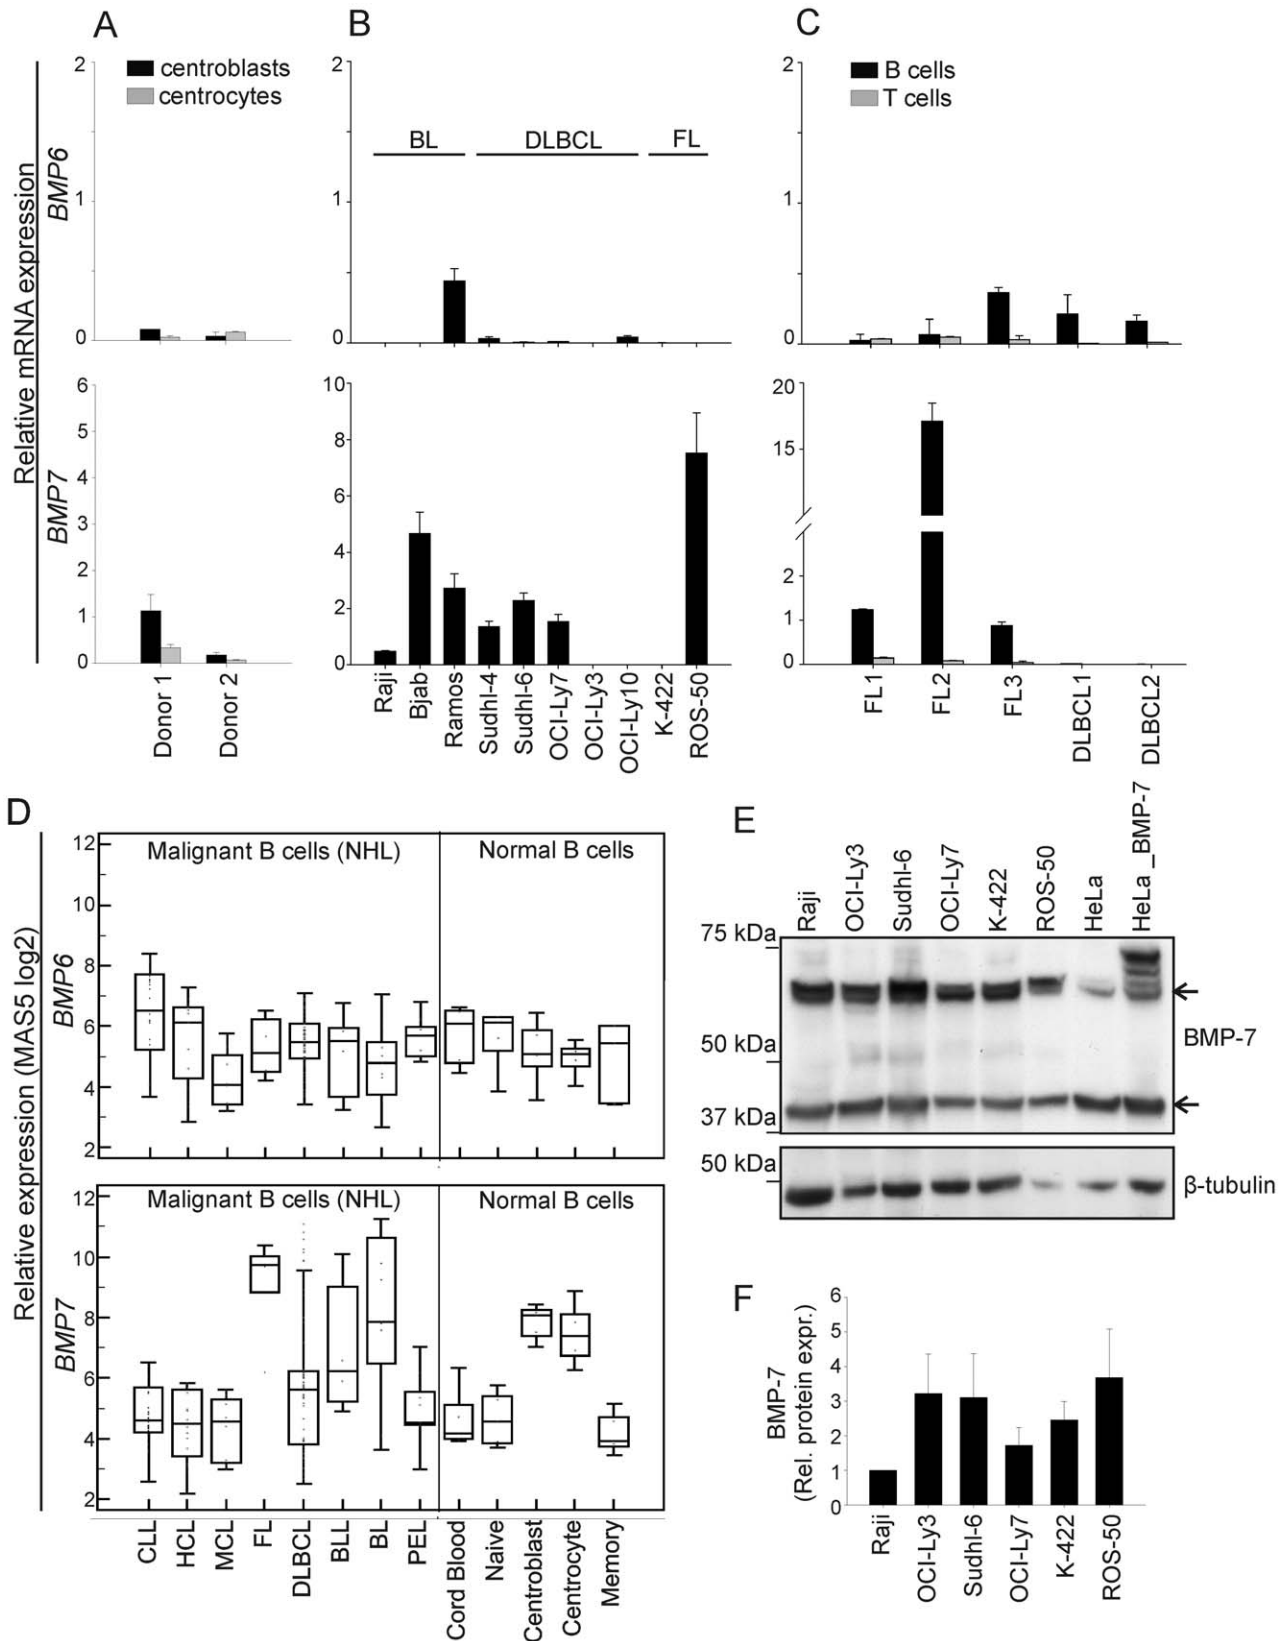 A
B
C
centroblasts
centrocytes
B cells
T cells
BL
DLBCL
FL
Relative mRNA expression
BMP6
2
1
0
2
1
0
2
1
0
BMP7
6
5
4
3
2
1
0
10
8
6
4
2
0
20
15
2
1
0
Donor 1
Donor 2
Raji
Bjab
Ramos
Sudhl-4
Sudhl-6
OCI-Ly7
OCI-Ly3
OCI-Ly10
K-422
ROS-50
FL1
FL2
FL3
DLBCL1
DLBCL2
D
Relative expression (MAS5 log2)
BMP6
12
10
8
6
4
2
Malignant B cells (NHL)
Normal B cells
BMP7
12
10
8
6
4
2
Malignant B cells (NHL)
Normal B cells
CLL
HCL
MCL
FL
DLBCL
BLL
BL
PEL
Cord Blood
Naive
Centroblast
Centrocyte
Memory
E
Raji
OCI-Ly3
Sudhl-6
OCI-Ly7
K-422
ROS-50
HeLa
HeLa_BMP-7
75 kDa
50 kDa
37 kDa
BMP-7
50 kDa
β-tubulin
F
BMP-7
(Rel. protein expr.)
6
5
4
3
2
1
0
Raji
OCI-Ly3
Sudhl-6
OCI-Ly7
K-422
ROS-50